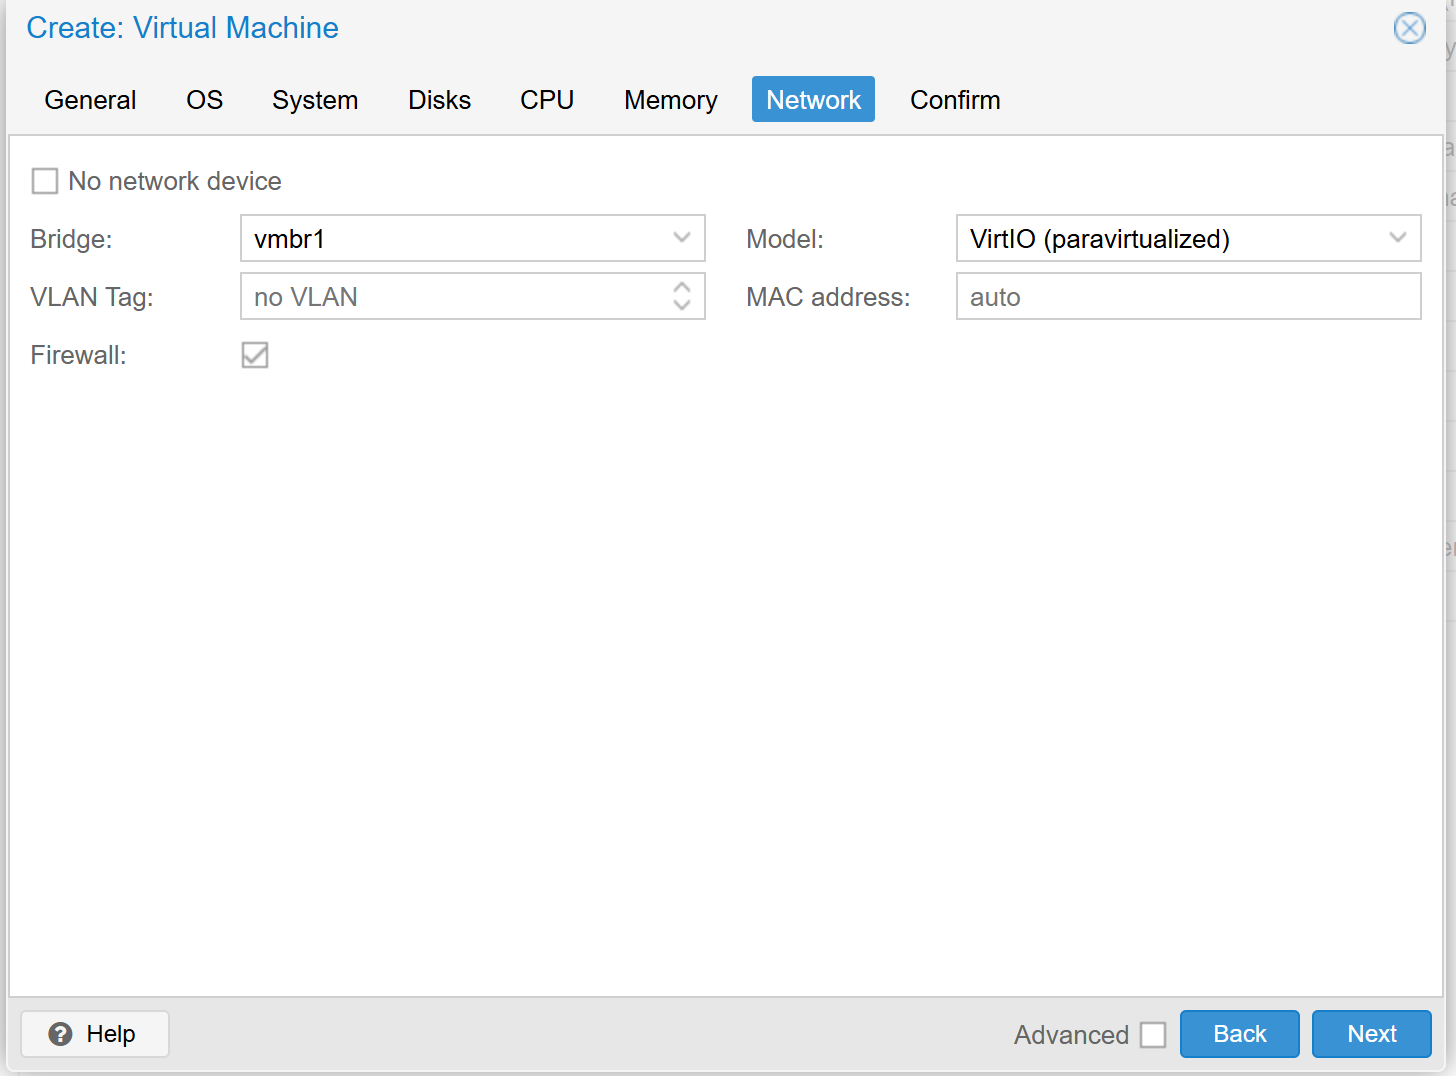 Create: Virtual Machine
General OS System Disks CPU Memory Network Confirm
No network device
Bridge: vmbr1 Model: VirtIO (paravirtualized)
VLAN Tag: no VLAN MAC address: auto
Firewall:
Help Advanced Back Next